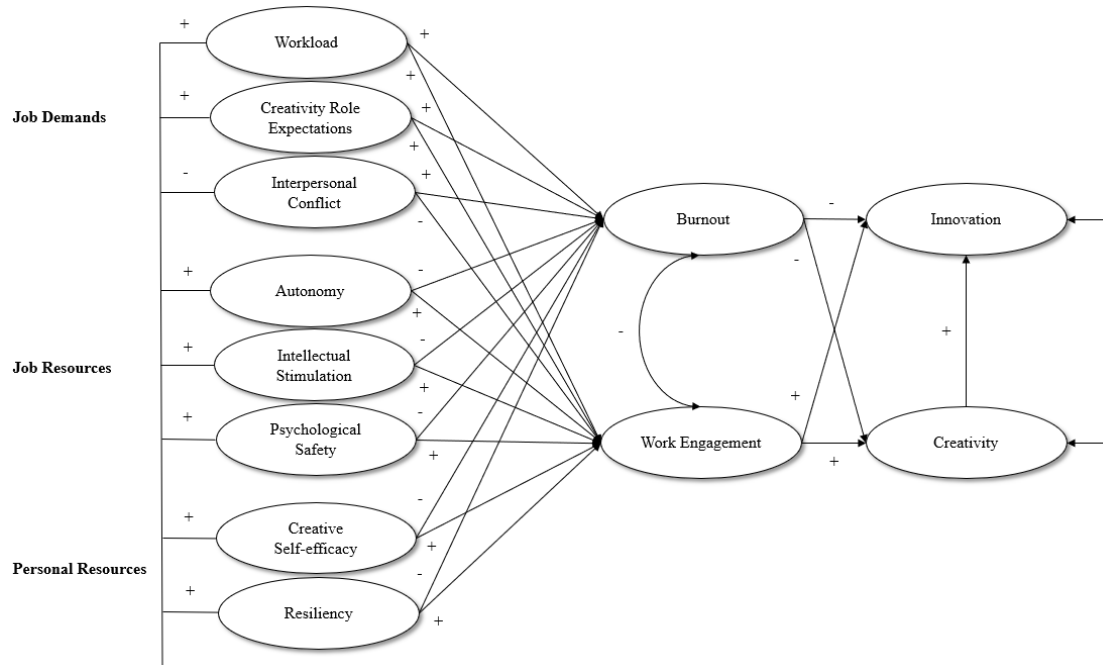 +
Workload
+
+
Job Demands
+
Creativity Role
Expectations
+
+
-
Interpersonal
Conflict
+
-
Burnout
-
Innovation
+
Autonomy
-
+
-
Job Resources
+
Intellectual
Stimulation
-
+
-
+
+
Psychological
Safety
-
+
Work Engagement
+
Creativity
+
Personal Resources
+
Creative
Self-efficacy
-
+
+
Resiliency
-
+